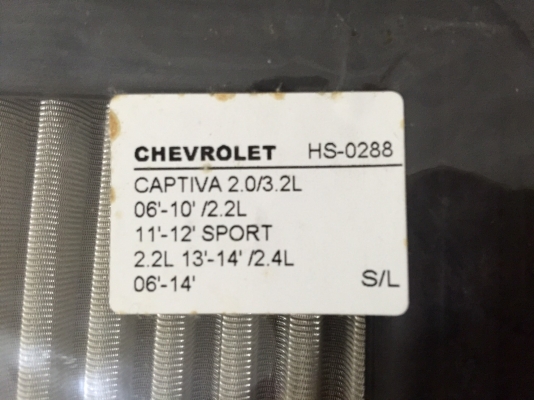 CHEVROLET HS-0288
CAPTIVA 2.0/3.2L
06'-10' /2.2L
11'-12' SPORT
2.2L 13'-14' /2.4L
06'-14' S/L